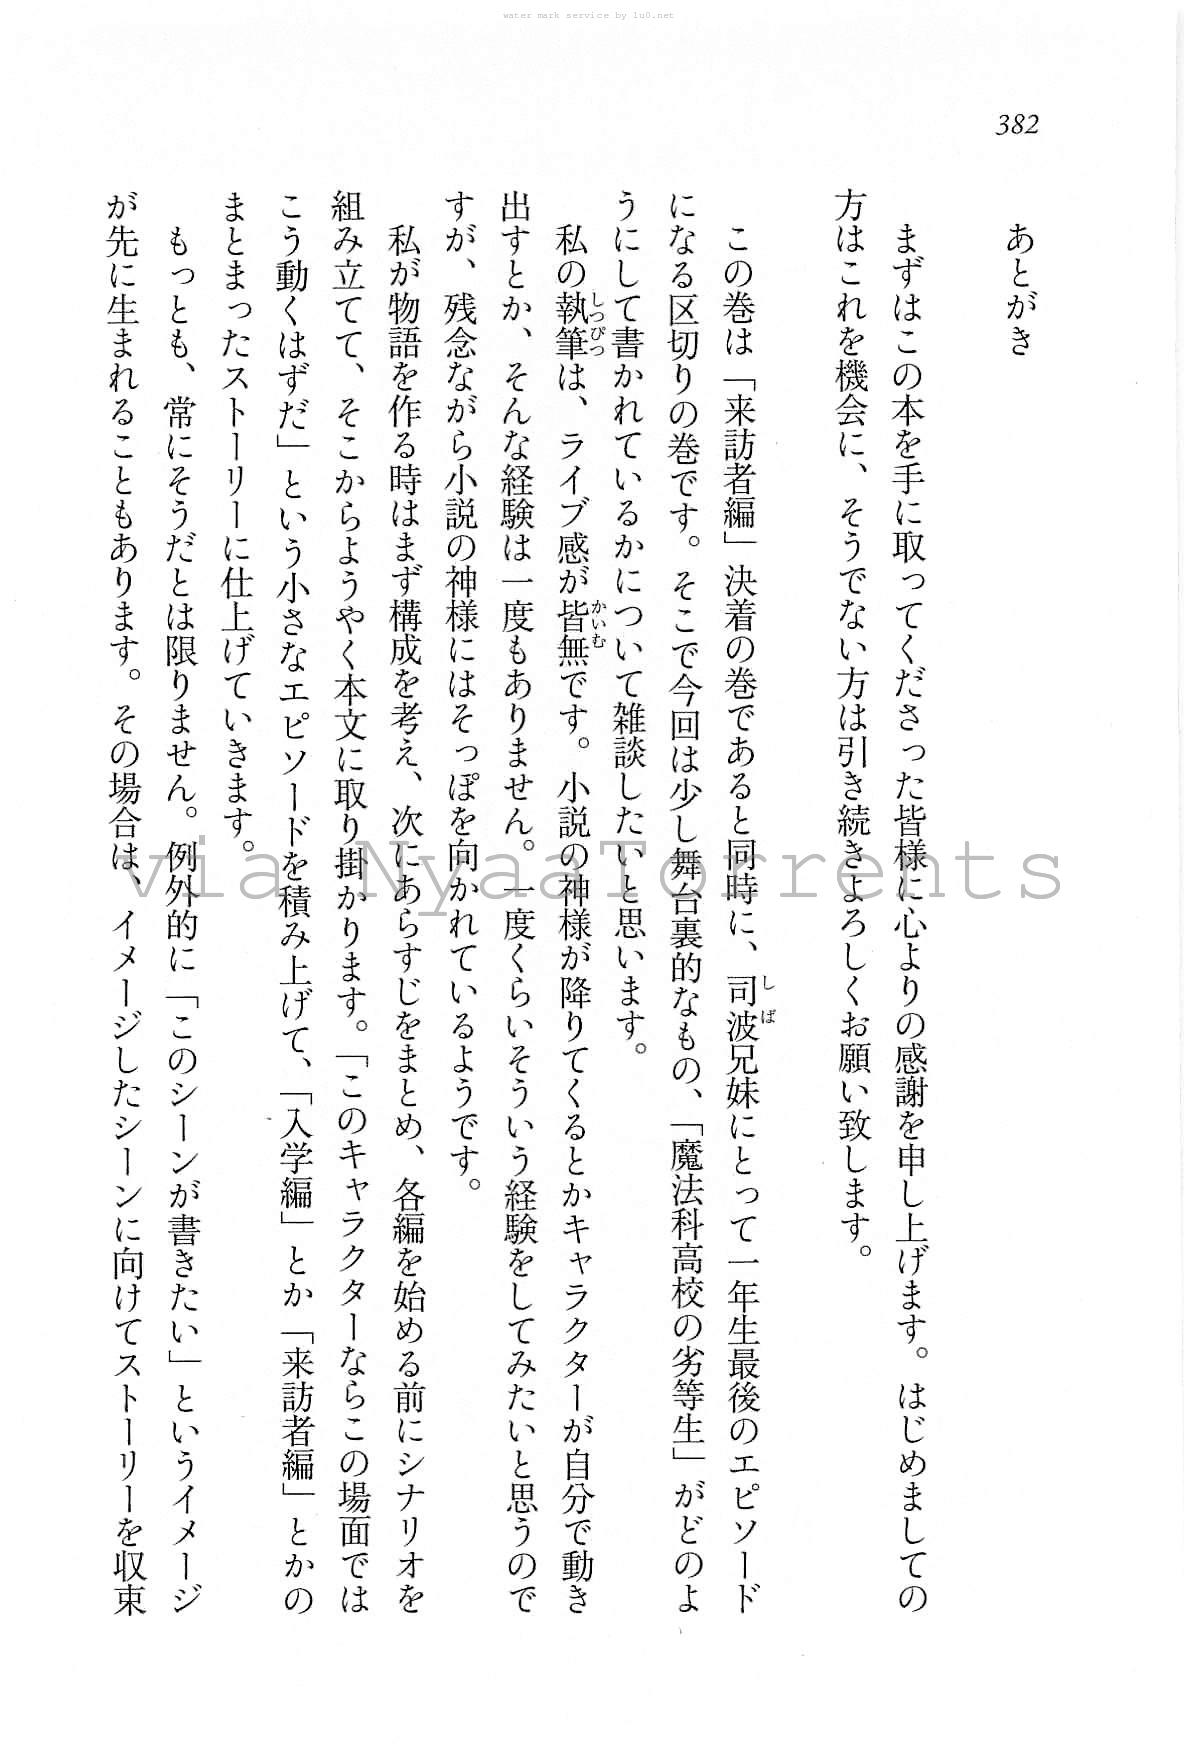 water mark service by lu0.net
382
あとがき
まずはこの本を手に取ってくださった皆様に心よりの感謝を申し上げます。はじめましての
方はこれを機会に、そうでない方は引き続きよろしくお願い致します。
この巻は「来訪者編」決着の巻であると同時に、司波兄妹にとって一年生最後のエピソード
しば
になる区切りの巻です。そこで今回は少し舞台裏的なもの、「魔法科高校の劣等生」がどのよ
うにして書かれているかについて雑談したいと思います。
私の執筆は、ライブ感が皆無です。小説の神様が降りてくるとかキャラクターが自分で動き
しっぴつ
かいむ
出すとか、そんな経験は一度もありません。一度くらいそういう経験をしてみたいと思うので
すが、残念ながら小説の神様にはそっぽを向かれているようです。
私が物語を作る時はまず構成を考え、次にあらすじをまとめ、各編を始める前にシナリオを
組み立てて、そこからようやく本文に取り掛かります。「このキャラクターならこの場面では
こう動くはずだ」という小さなエピソードを積み上げて、「入学編」とか「来訪者編」とかの
まとまったストーリーに仕上げていきます。
もっとも、常にそうだとは限りません。例外的に「このシーンが書きたい」というイメージ
が先に生まれることもあります。その場合は、イメージしたシーンに向けてストーリーを収束
via NyaaTorrents